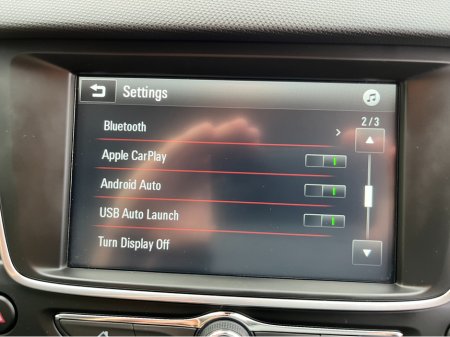 Settings
2/3
Bluetooth
Apple CarPlay
Android Auto
USB Auto Launch
Turn Display Off